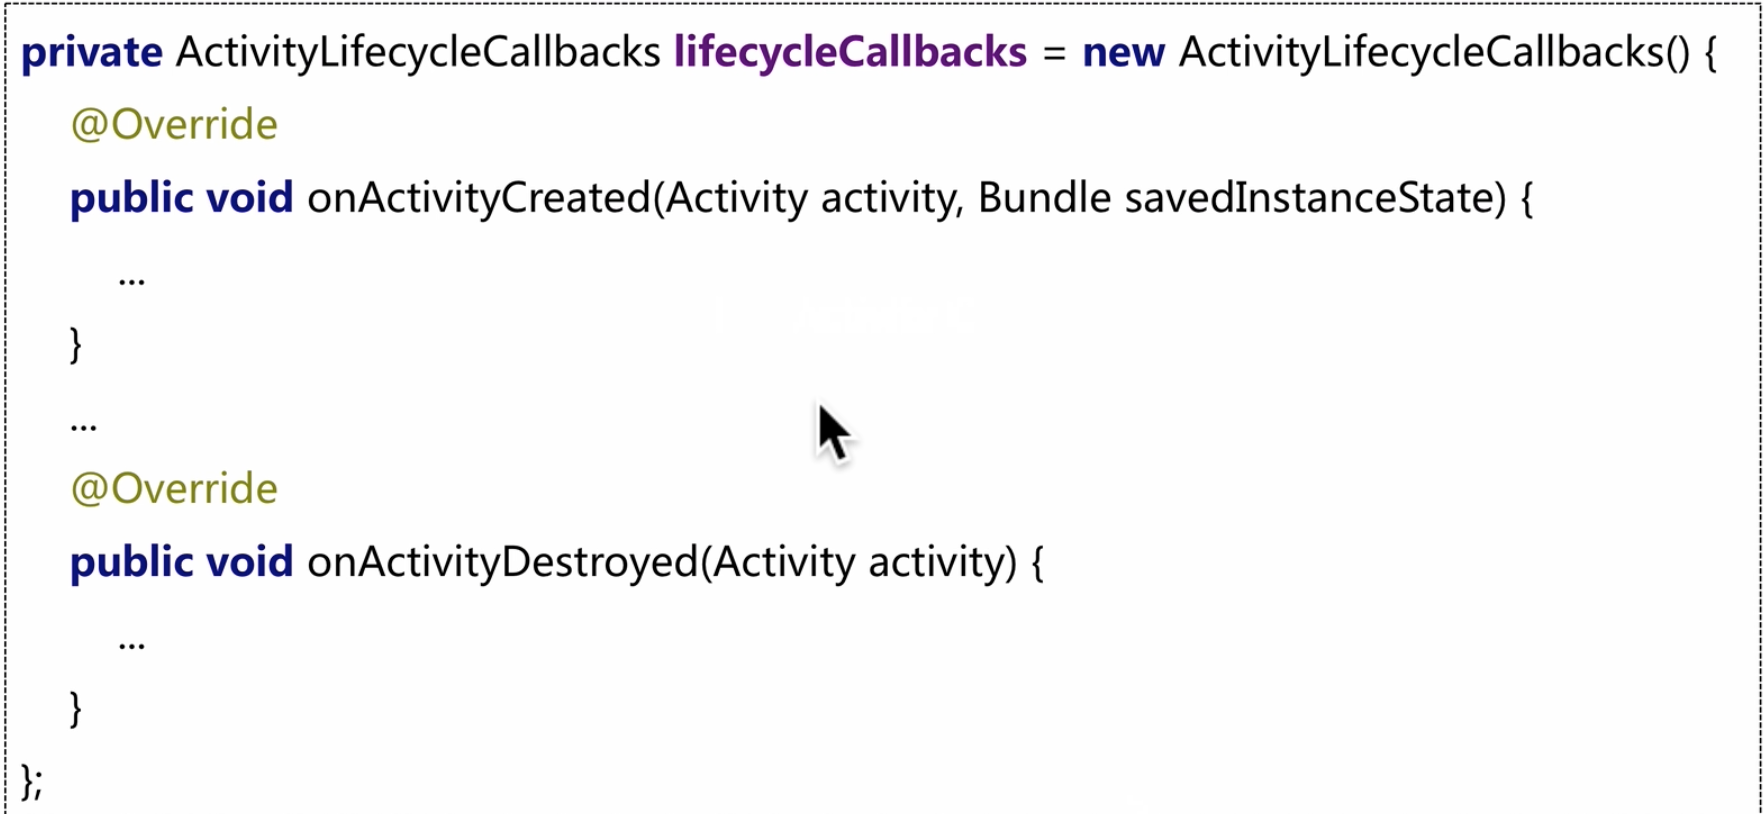 private ActivityLifecycleCallbacks lifecycleCallbacks = new ActivityLifecycleCallbacks() {
@Override
public void onActivityCreated(Activity activity, Bundle savedInstanceState) {
...
}
...
@Override
public void onActivityDestroyed(Activity activity) {
...
}
};